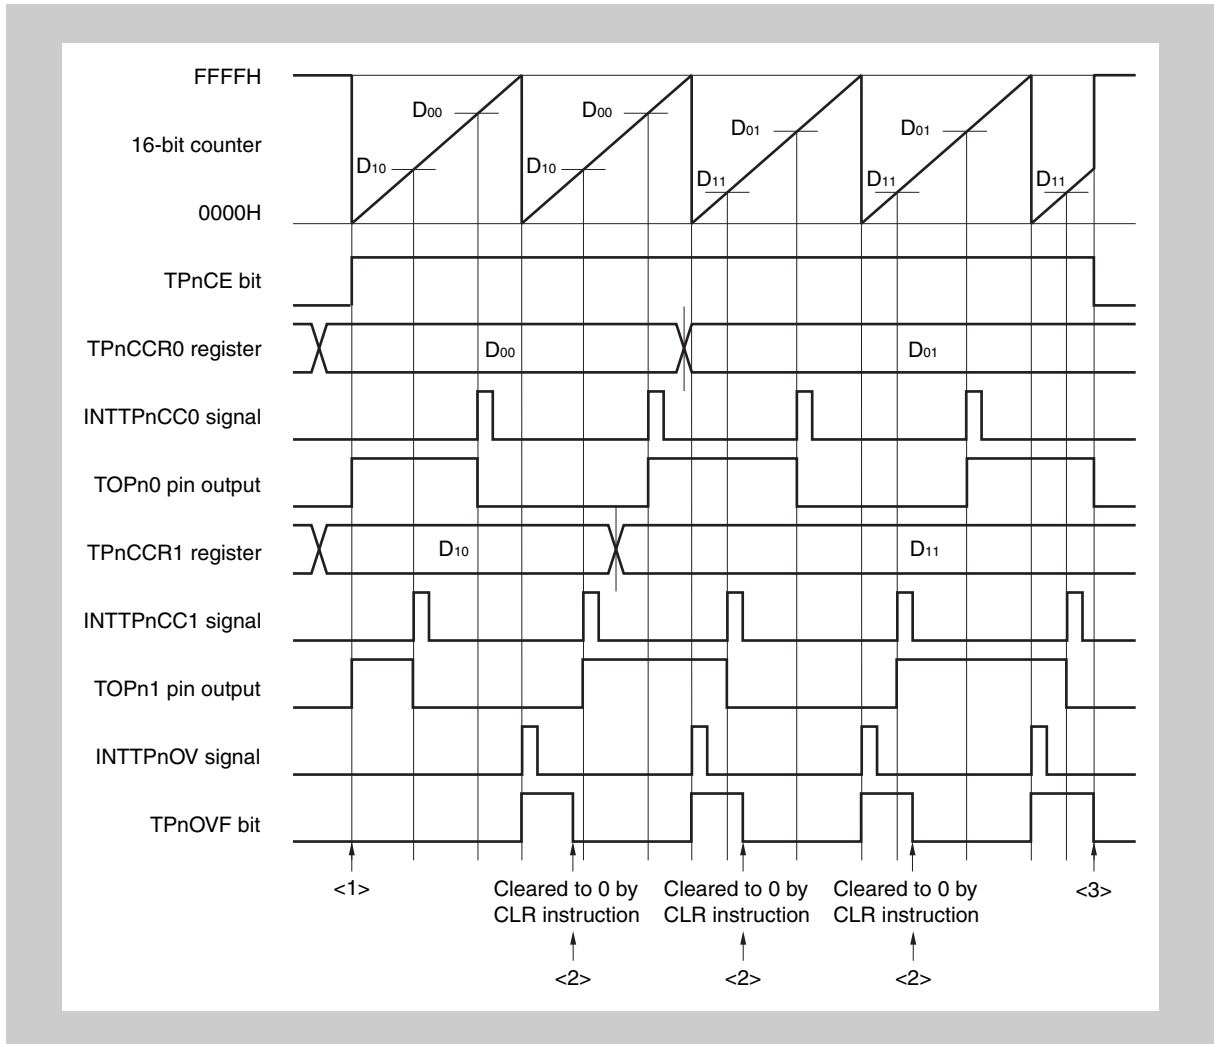 FFFFH
D00 D00
D01 D01
16-bit counter
D10 D10
D11 D11 D11
0000H
TPnCE bit
TPnCCR0 register D00 D01
INTTPnCC0 signal
TOPn0 pin output
TPnCCR1 register D10 D11
INTTPnCC1 signal
TOPn1 pin output
INTTPnOV signal
TPnOVF bit
<1>
Cleared to 0 by
CLR instruction
<2>
Cleared to 0 by
CLR instruction
<2>
Cleared to 0 by
CLR instruction
<2>
<3>